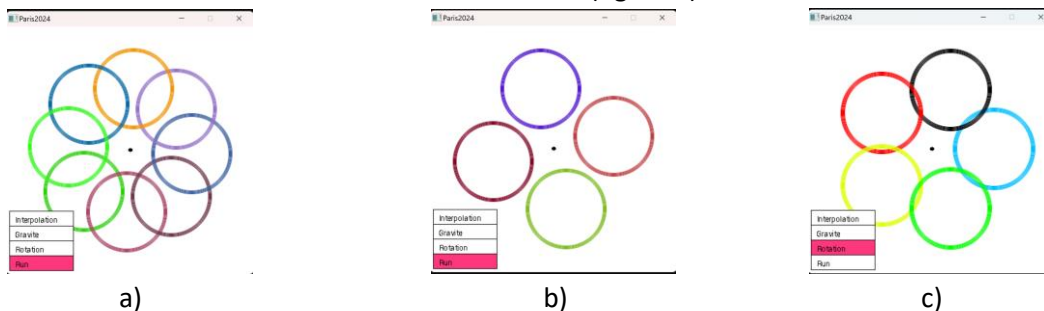 Paris2024
Interpolation
Gravite
Rotation
Run
a)
Paris2024
Interpolation
Gravite
Rotation
Run
b)
Paris2024
Interpolation
Gravite
Rotation
Run
c)